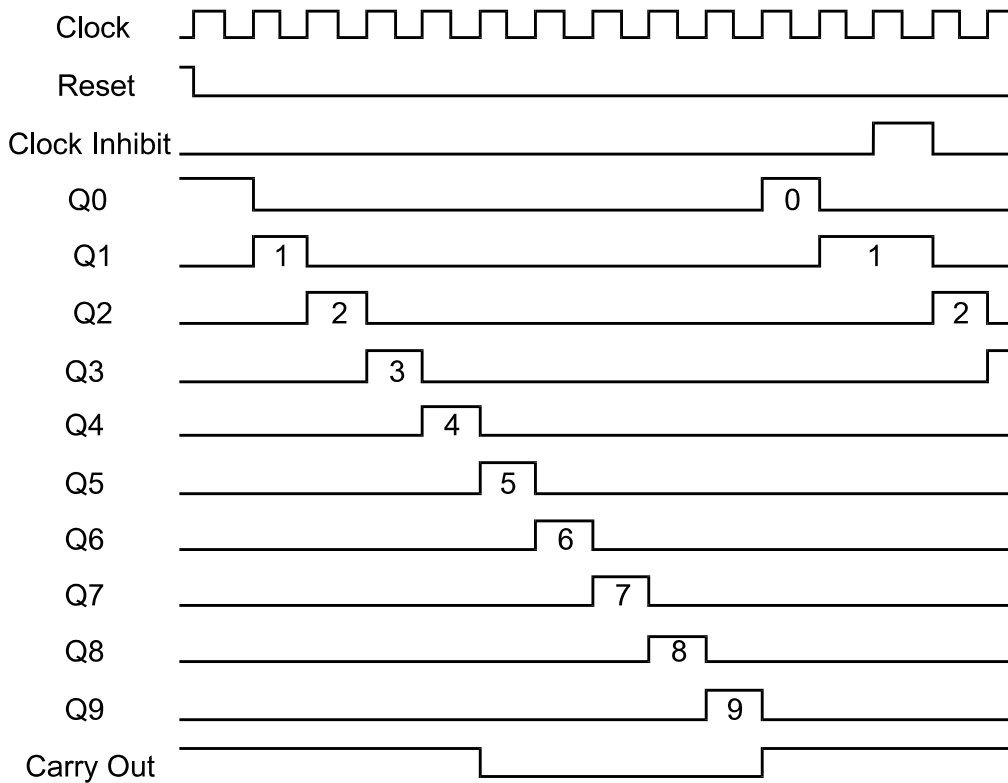 Clock
Reset
Clock Inhibit
Q0 0
Q1 1 1
Q2 2 2
Q3 3
Q4 4
Q5 5
Q6 6
Q7 7
Q8 8
Q9 9
Carry Out